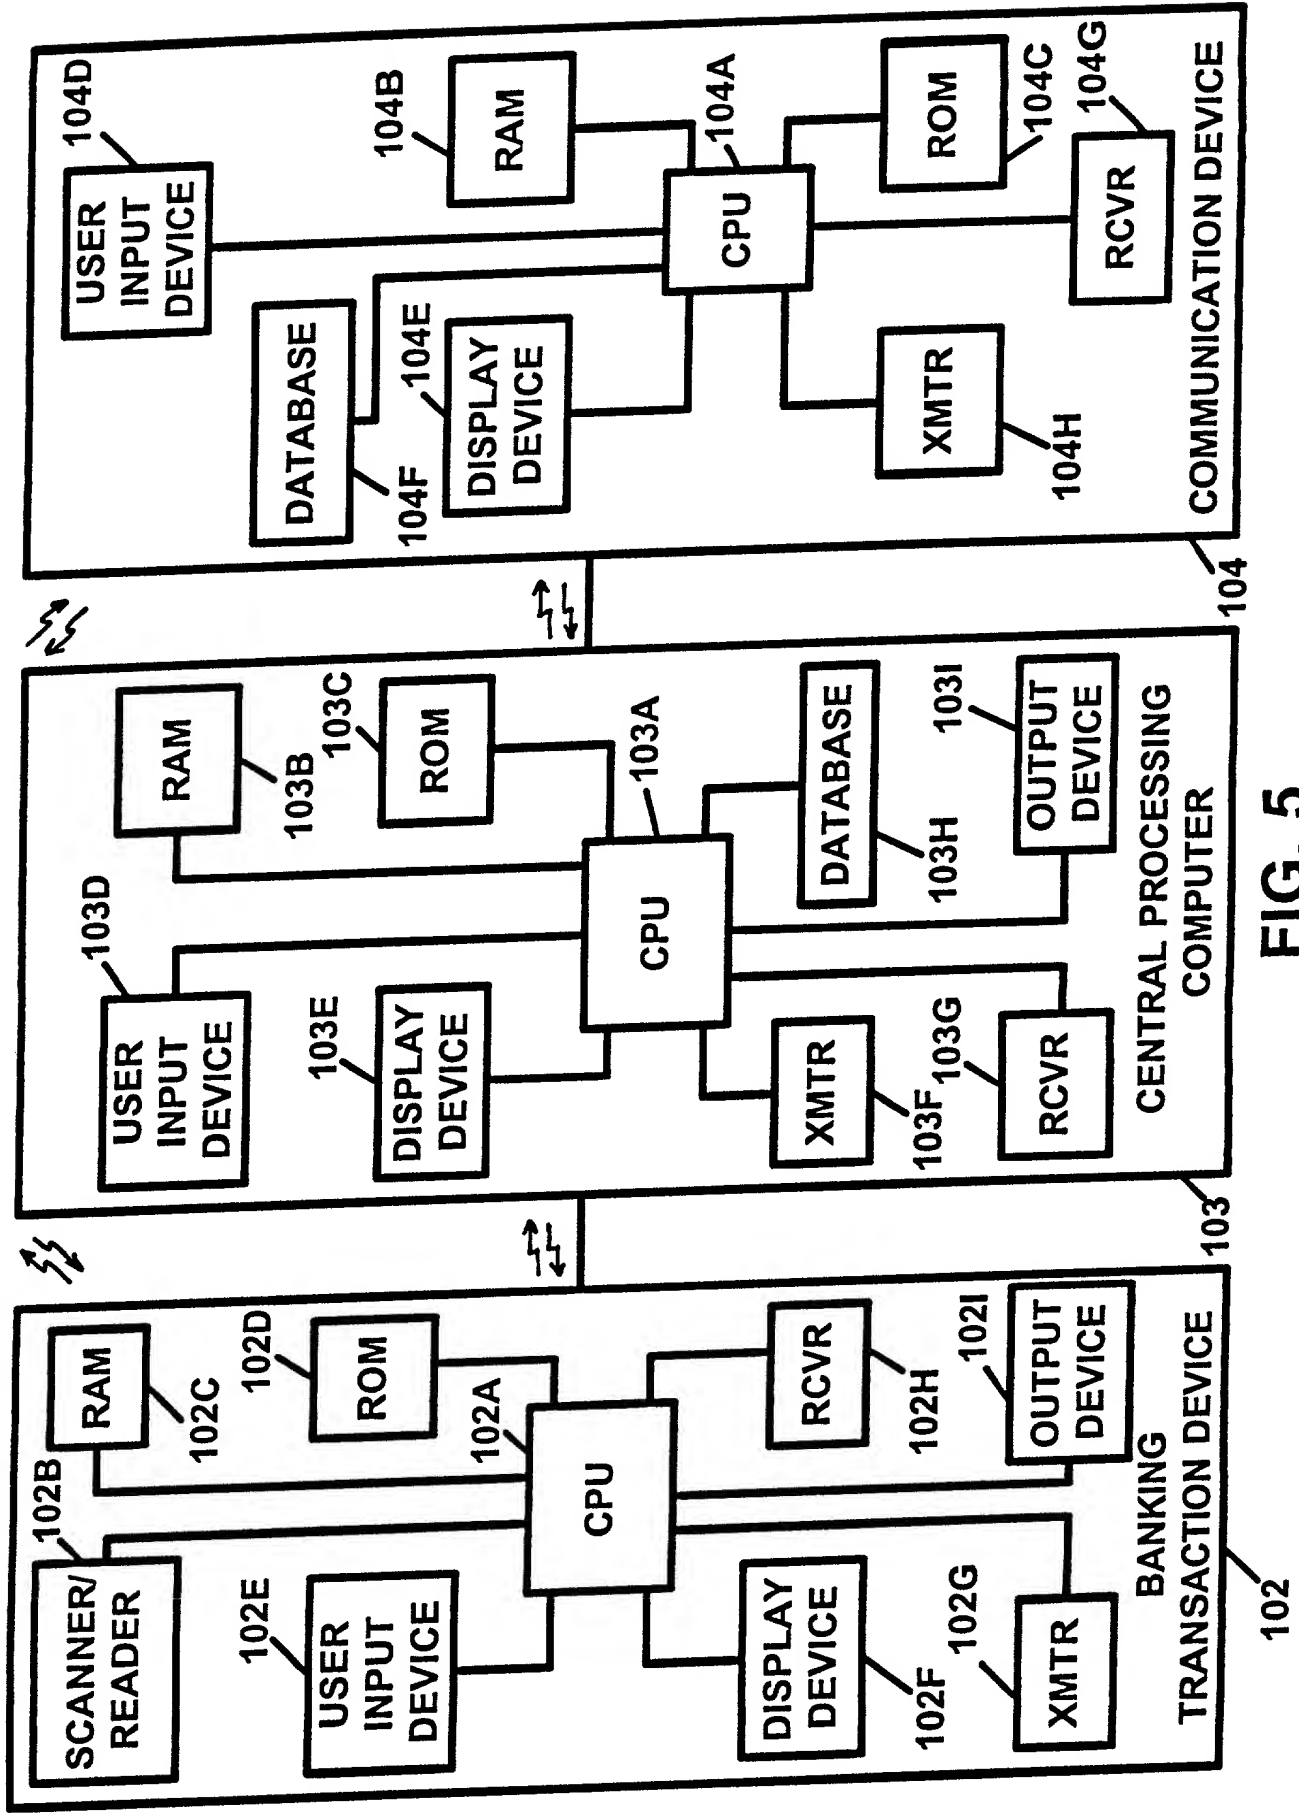 SCANNER/
READER
102B
RAM
102C
102E
USER
INPUT
DEVICE
102D
ROM
102A
CPU
DISPLAY
DEVICE
102F
RCVR
102H
102G
XMTR
102I
OUTPUT
DEVICE
BANKING
TRANSACTION DEVICE
102
103D
USER
INPUT
DEVICE
RAM
103B
103E
DISPLAY
DEVICE
103C
ROM
103A
CPU
XMTR
103F
DATABASE
103H
103G
RCVR
103I
OUTPUT
DEVICE
CENTRAL PROCESSING
COMPUTER
103
104D
USER
INPUT
DEVICE
DATABASE
104F
104B
RAM
104E
DISPLAY
DEVICE
104A
CPU
XMTR
104H
ROM
104C
RCVR
104G
COMMUNICATION DEVICE
104
FIG. 5